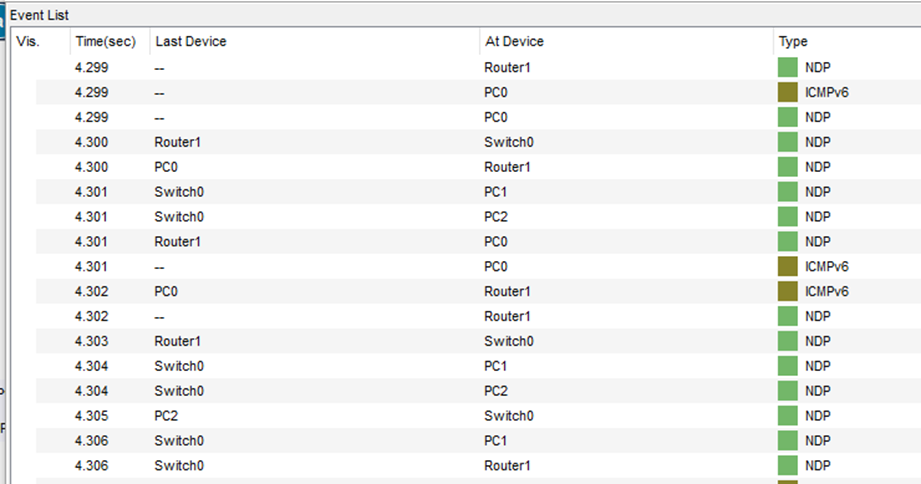 Event List
Vis. Time(sec) Last Device At Device Type
4.299 -- Router1 NDP
4.299 -- PC0 ICMPv6
4.299 -- PC0 NDP
4.300 Router1 Switch0 NDP
4.300 PC0 Router1 NDP
4.301 Switch0 PC1 NDP
4.301 Switch0 PC2 NDP
4.301 Router1 PC0 NDP
4.301 -- PC0 ICMPv6
4.302 PC0 Router1 ICMPv6
4.302 -- Router1 NDP
4.303 Router1 Switch0 NDP
4.304 Switch0 PC1 NDP
4.304 Switch0 PC2 NDP
4.305 PC2 Switch0 NDP
4.306 Switch0 PC1 NDP
4.306 Switch0 Router1 NDP